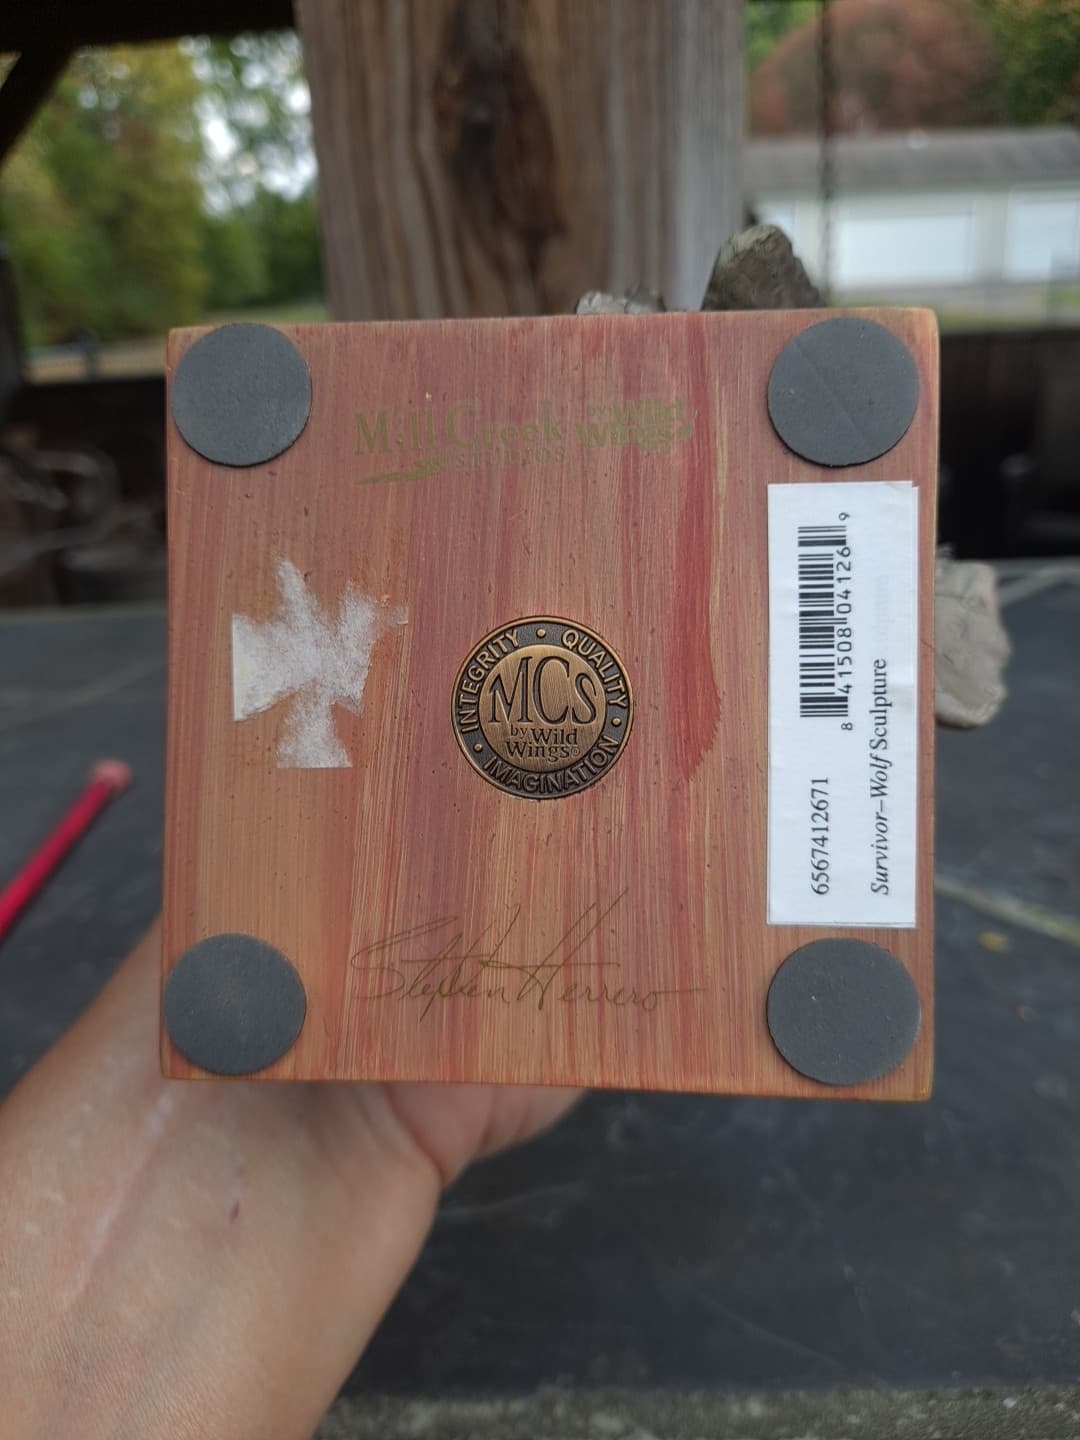 Mill Creek by Wild
STUDIOS Wings®
INTEGRITY • QUALITY • IMAGINATION •
MCS
by Wild
Wings®
8 41508 04126 9
6567412671
Survivor–Wolf Sculpture
Stephen Herrero